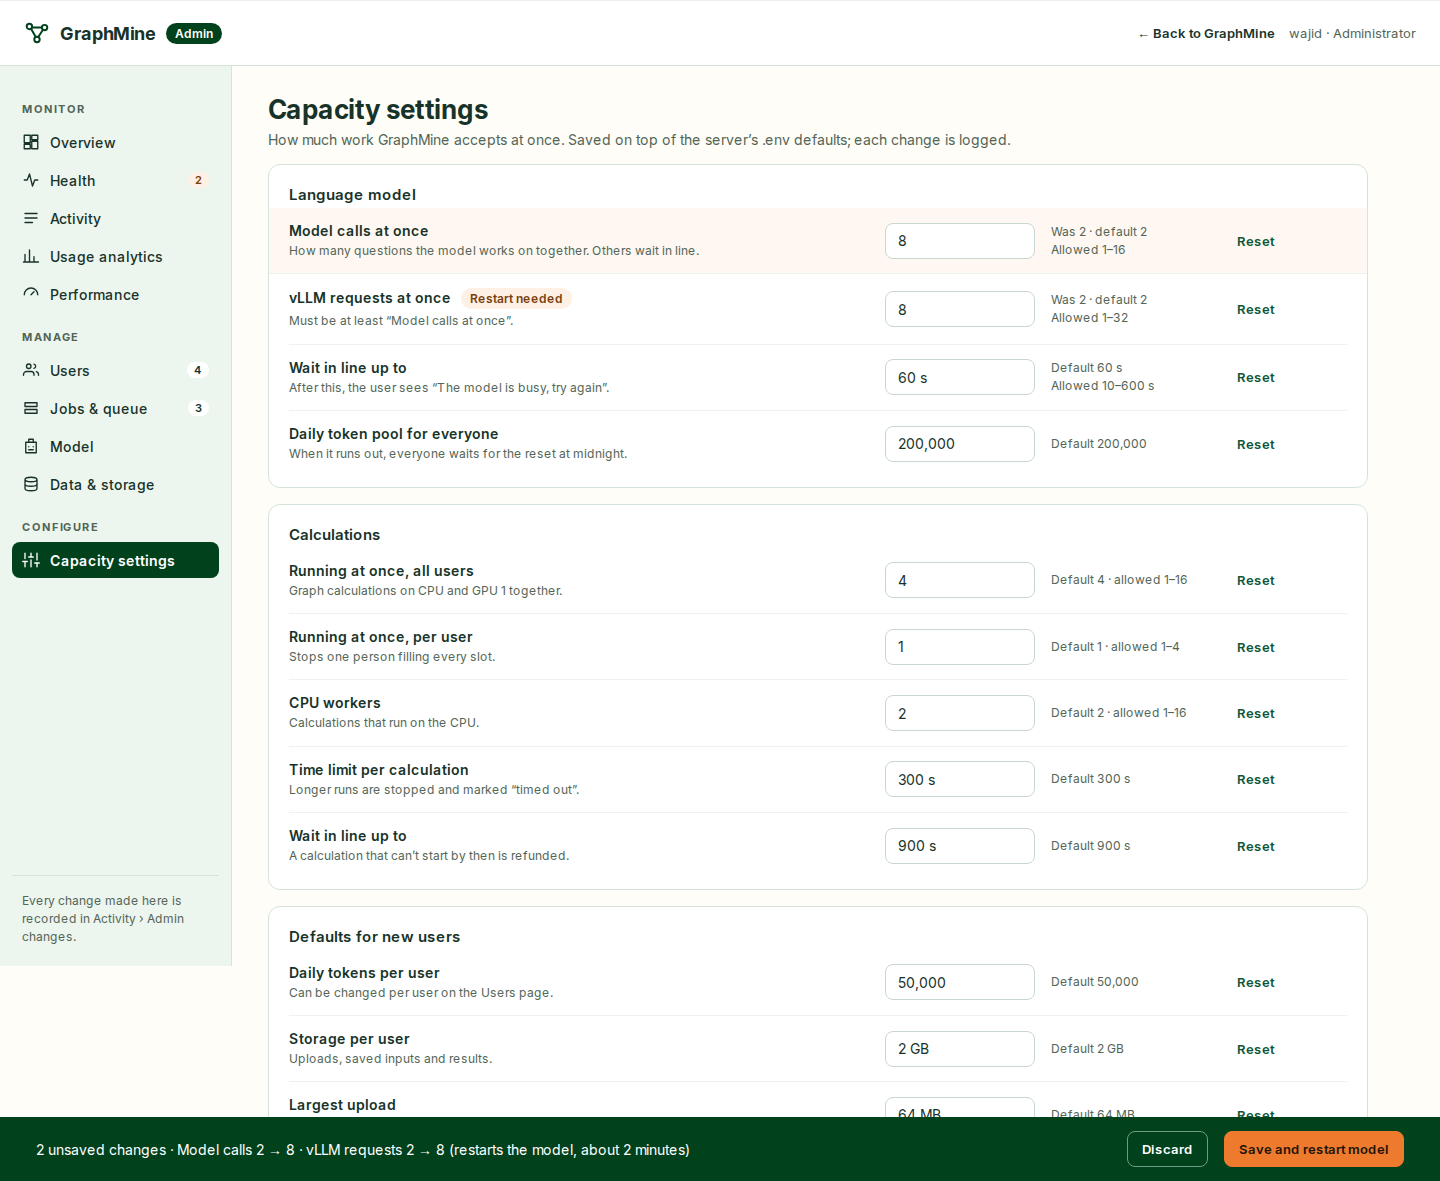 GraphMine Admin
← Back to GraphMine wajid · Administrator
MONITOR
Overview
Health 2
Activity
Usage analytics
Performance
MANAGE
Users 4
Jobs & queue 3
Model
Data & storage
CONFIGURE
Capacity settings
Every change made here is
recorded in Activity › Admin
changes.
Capacity settings
How much work GraphMine accepts at once. Saved on top of the server’s .env defaults; each change is logged.
Language model
Model calls at once
How many questions the model works on together. Others wait in line.
8
Was 2 · default 2
Allowed 1–16
Reset
vLLM requests at once Restart needed
Must be at least “Model calls at once”.
8
Was 2 · default 2
Allowed 1–32
Reset
Wait in line up to
After this, the user sees “The model is busy, try again”.
60 s
Default 60 s
Allowed 10–600 s
Reset
Daily token pool for everyone
When it runs out, everyone waits for the reset at midnight.
200,000
Default 200,000
Reset
Calculations
Running at once, all users
Graph calculations on CPU and GPU 1 together.
4
Default 4 · allowed 1–16
Reset
Running at once, per user
Stops one person filling every slot.
1
Default 1 · allowed 1–4
Reset
CPU workers
Calculations that run on the CPU.
2
Default 2 · allowed 1–16
Reset
Time limit per calculation
Longer runs are stopped and marked “timed out”.
300 s
Default 300 s
Reset
Wait in line up to
A calculation that can’t start by then is refunded.
900 s
Default 900 s
Reset
Defaults for new users
Daily tokens per user
Can be changed per user on the Users page.
50,000
Default 50,000
Reset
Storage per user
Uploads, saved inputs and results.
2 GB
Default 2 GB
Reset
Largest upload
64 MB
Default 64 MB
Reset
2 unsaved changes · Model calls 2 → 8 · vLLM requests 2 → 8 (restarts the model, about 2 minutes)
Discard
Save and restart model